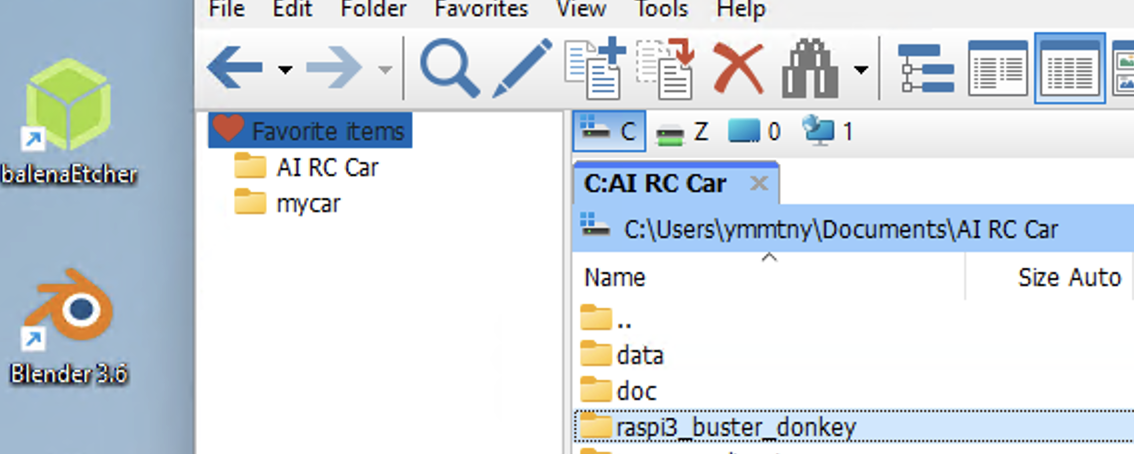 File Edit Folder Favorites View Tools Help
balenaEtcher
Blender 3.6
Favorite items
AI RC Car
mycar
C Z 0 1
C:AI RC Car
C:\Users\ymmtny\Documents\AI RC Car
Name Size Auto
..
data
doc
raspi3_buster_donkey